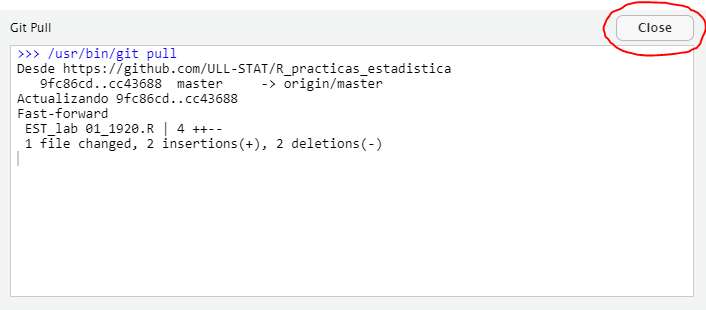 Git Pull
Close
>>> /usr/bin/git pull
Desde https://github.com/ULL-STAT/R_practicas_estadistica
   9fc86cd..cc43688  master     -> origin/master
Actualizando 9fc86cd..cc43688
Fast-forward
 EST_lab 01_1920.R | 4 ++--
 1 file changed, 2 insertions(+), 2 deletions(-)